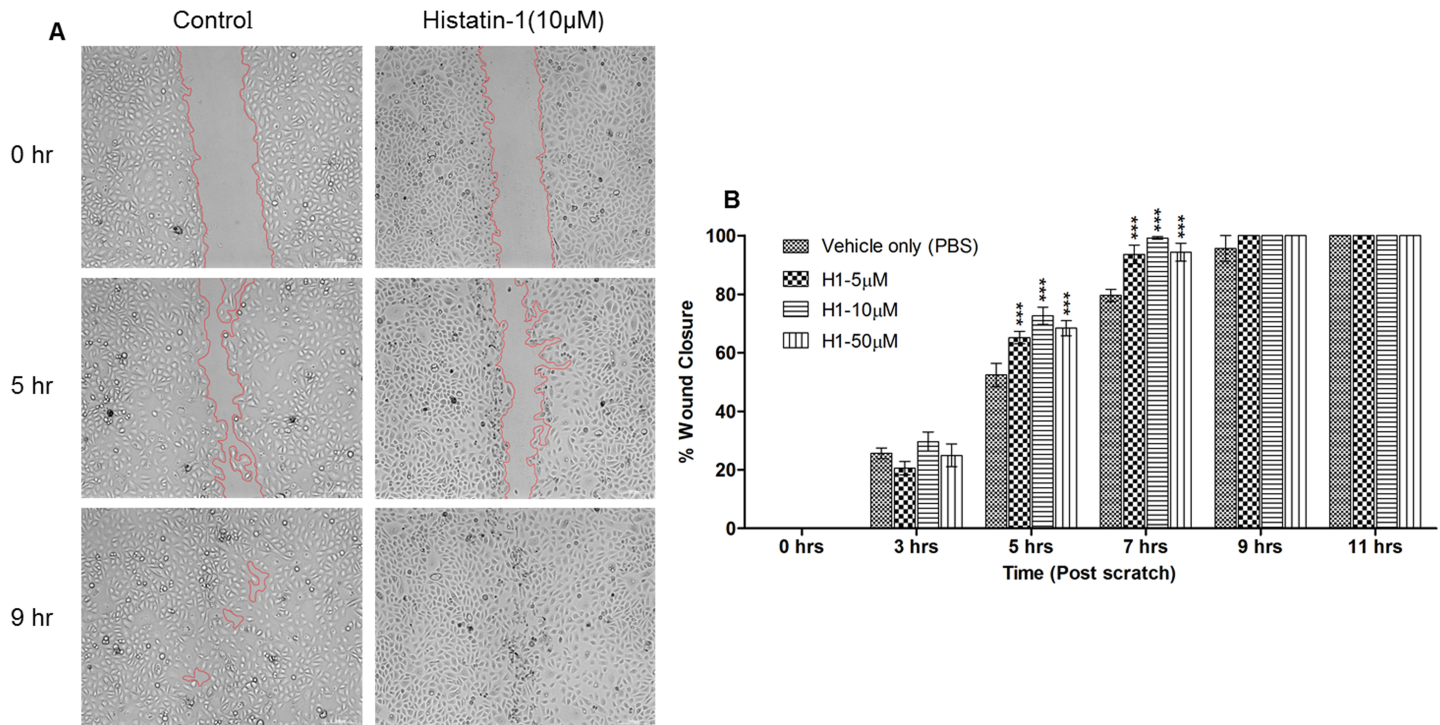 A
Control
Histatin-1(10µM)
0 hr
5 hr
9 hr
B
% Wound Closure
100
80
60
40
20
0
Vehicle only (PBS)
H1-5µM
H1-10µM
H1-50µM
*** *** ***
*** *** ***
0 hrs 3 hrs 5 hrs 7 hrs 9 hrs 11 hrs
Time (Post scratch)